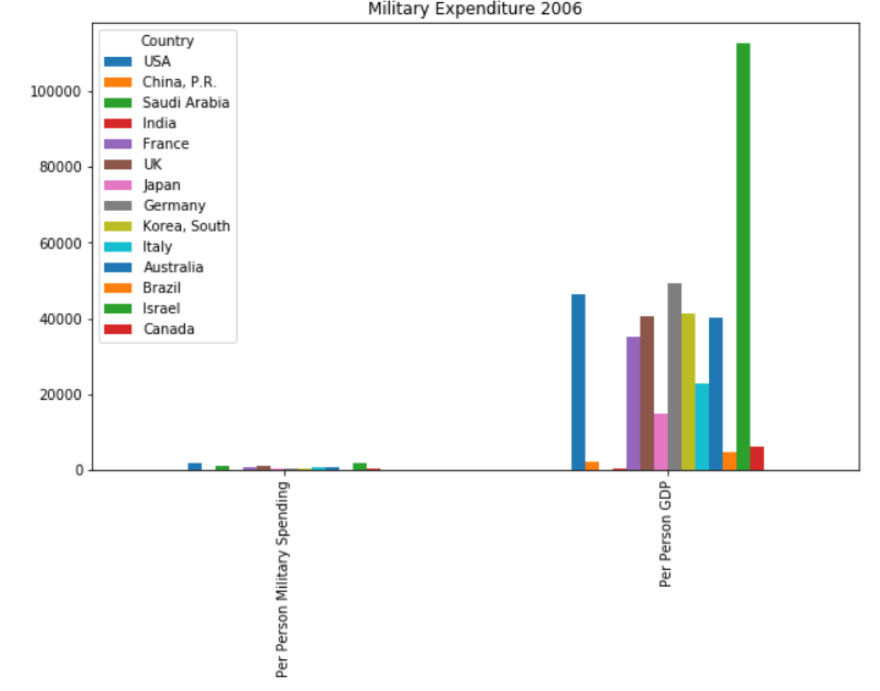 Military Expenditure 2006
Country
USA
China, P.R.
Saudi Arabia
India
France
UK
Japan
Germany
Korea, South
Italy
Australia
Brazil
Israel
Canada
100000
80000
60000
40000
20000
0
Per Person Military Spending
Per Person GDP